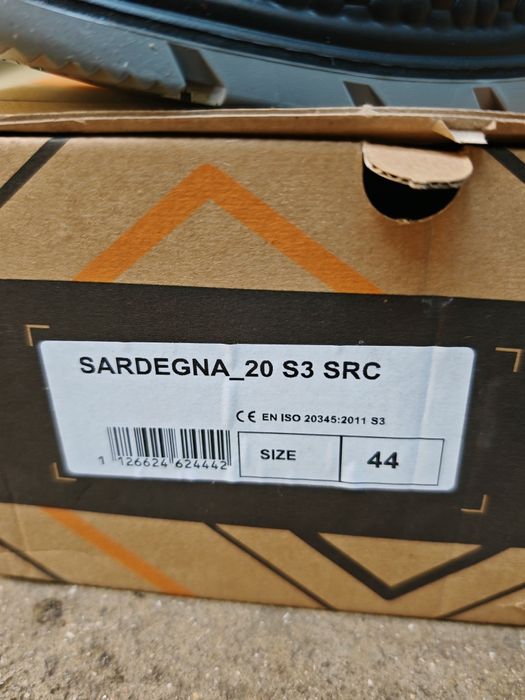 SARDEGNA_20 S3 SRC
CE EN ISO 20345:2011 S3
1 126624 624442
SIZE 44